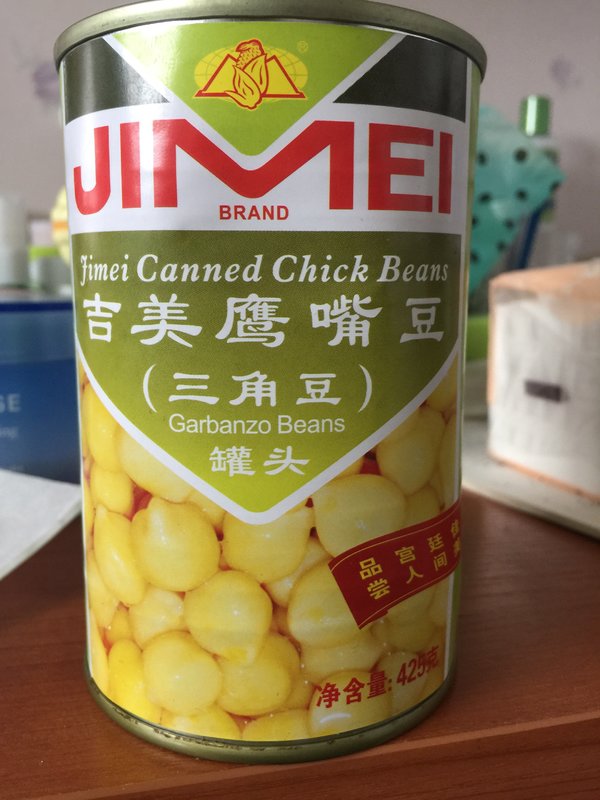 ®
JIMEI
BRAND
Jimei Canned Chick Beans
吉美鹰嘴豆
(三角豆)
Garbanzo Beans
罐头
品 宫 廷
尝 人 间
净含量: 425克